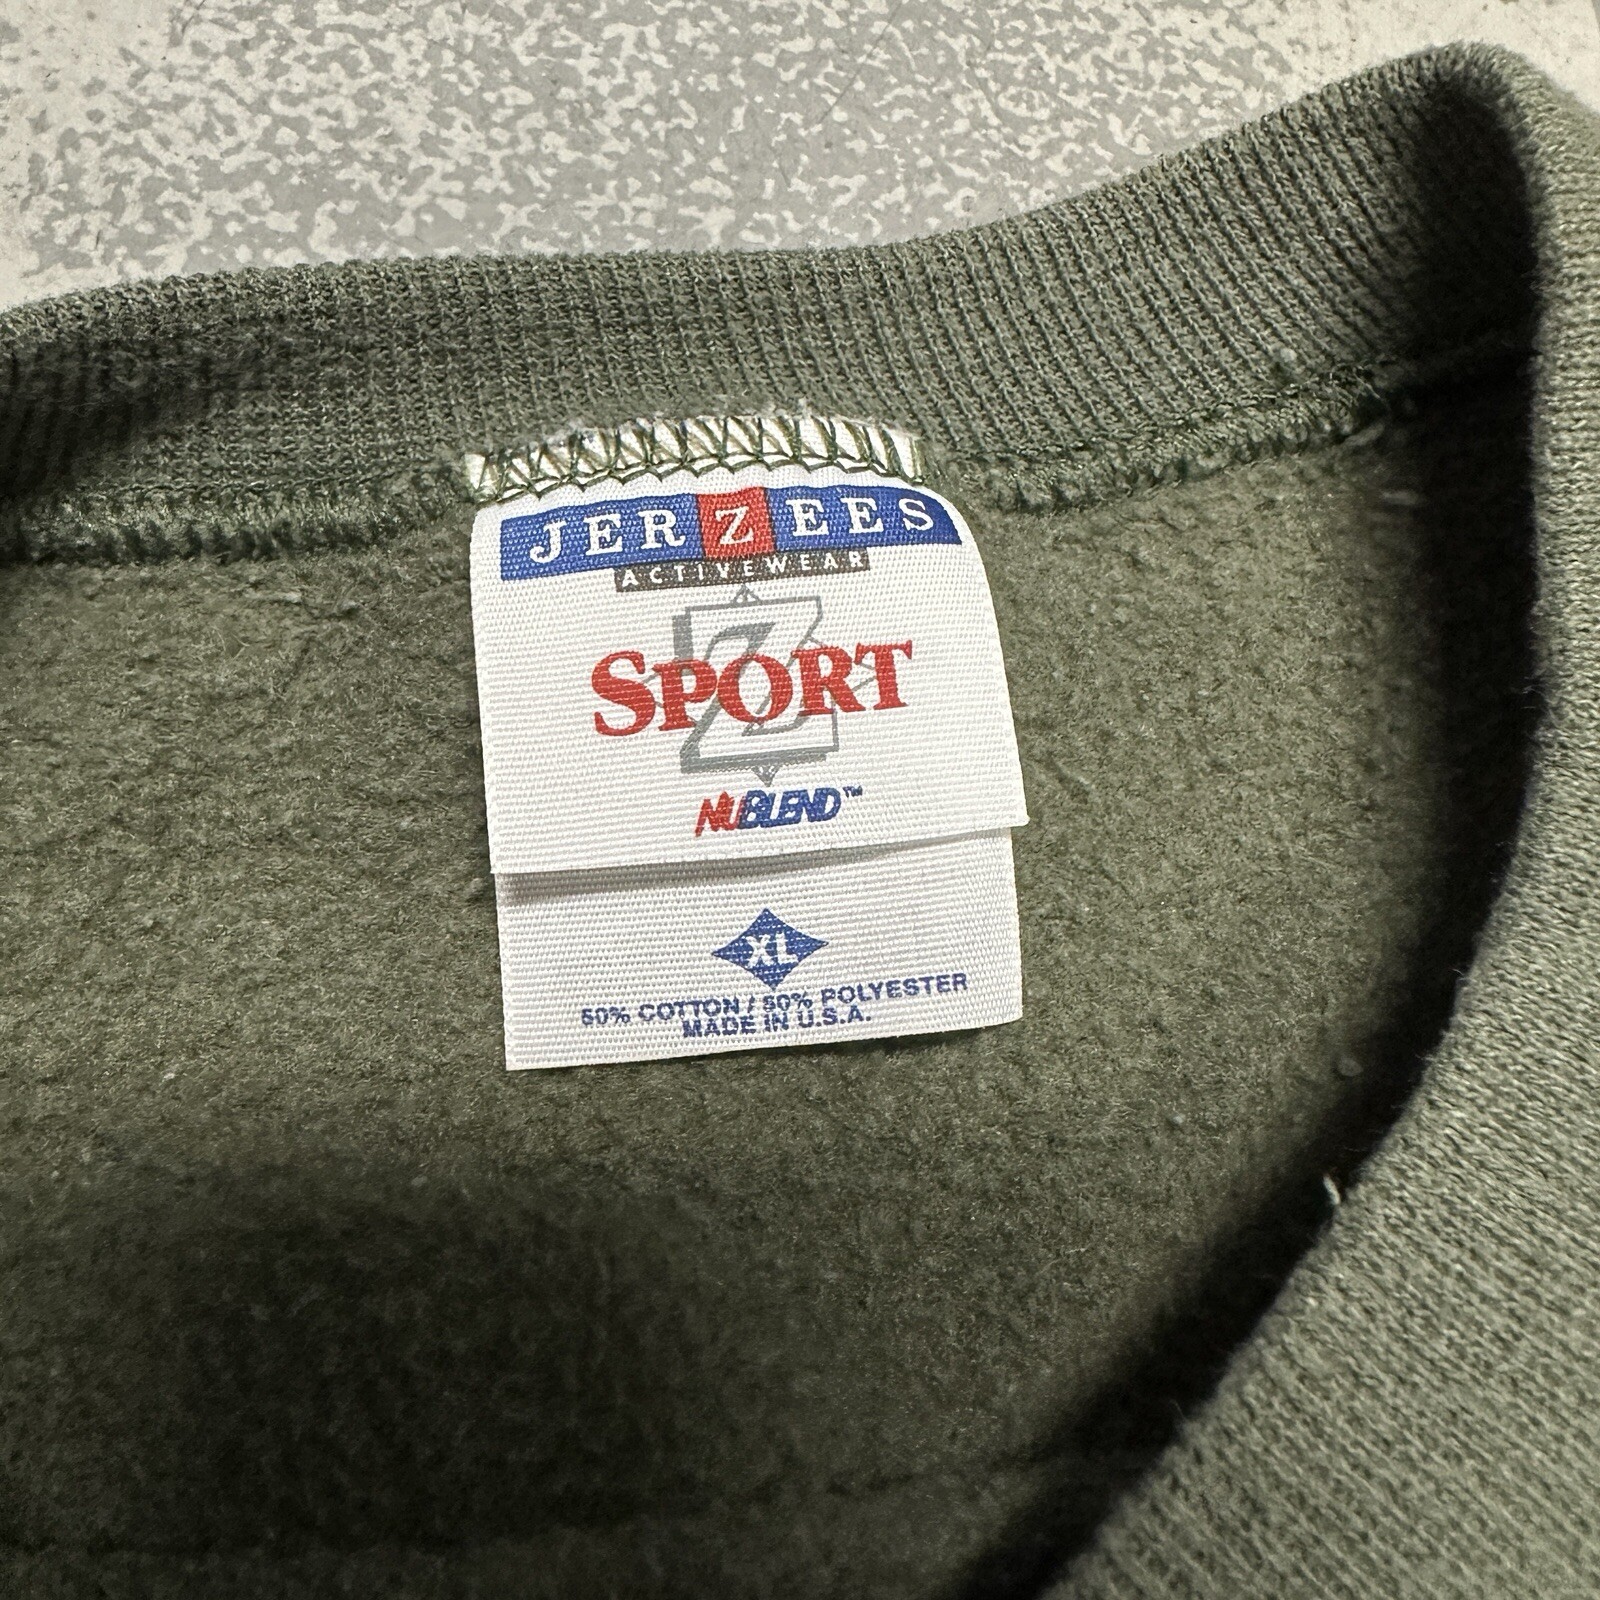 JERZEES
ACTIVEWEAR
Z
SPORT
NUBLEND™
XL
50% COTTON / 50% POLYESTER
MADE IN U.S.A.